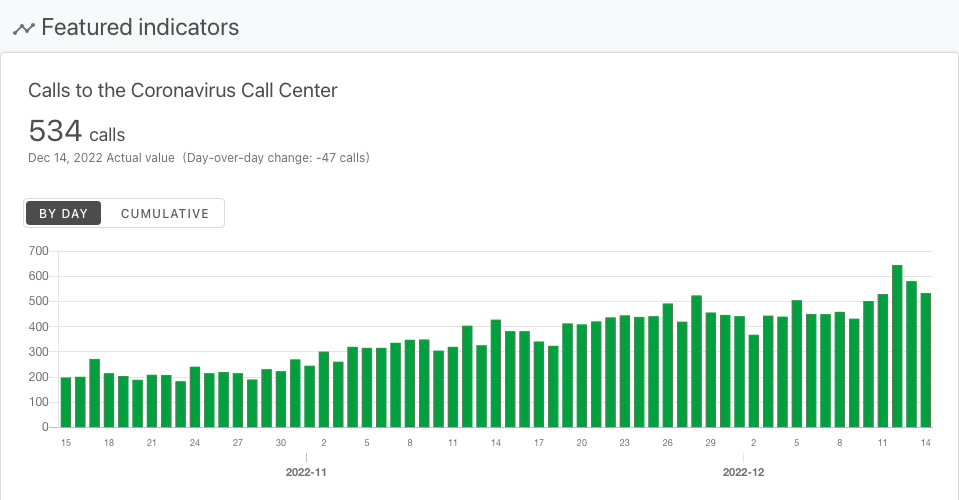 Featured indicators
Calls to the Coronavirus Call Center
534 calls
Dec 14, 2022 Actual value (Day-over-day change: -47 calls)
BY DAY CUMULATIVE
700
600
500
400
300
200
100
0
15 18 21 24 27 30 2 5 8 11 14 17 20 23 26 29 2 5 8 11 14
2022-11 2022-12